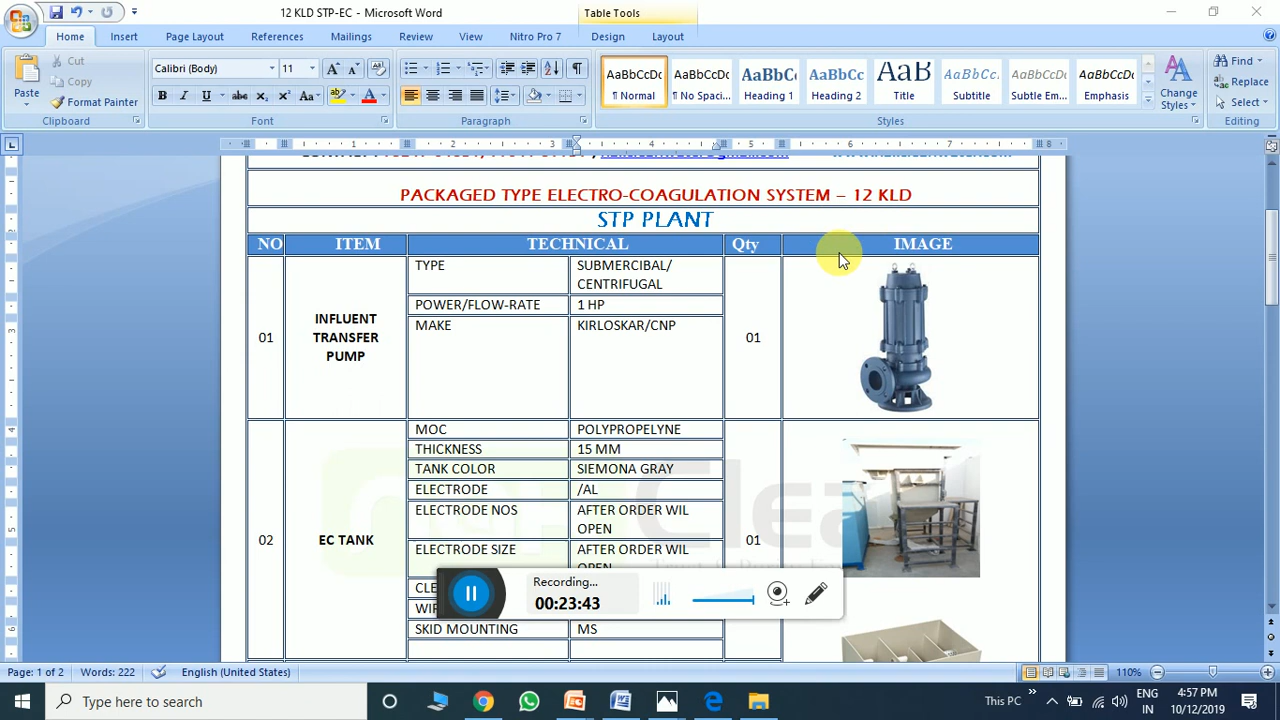 12 KLD STP-EC - Microsoft Word
Table Tools
Home Insert Page Layout References Mailings Review View Nitro Pro 7 Design Layout
Paste
Cut
Copy
Format Painter
Clipboard
Calibri (Body) 11
Font
Paragraph
AaBbCcDc AaBbCcDc AaBbCc AaBbCc AaB AaBbCc. AaBbCcDc AaBbCcDc
¶ Normal ¶ No Spaci... Heading 1 Heading 2 Title Subtitle Subtle Em... Emphasis
Change Styles
Styles
Find
Replace
Select
Editing
PACKAGED TYPE ELECTRO-COAGULATION SYSTEM – 12 KLD
STP PLANT
NO ITEM TECHNICAL Qty IMAGE
01
INFLUENT
TRANSFER
PUMP
TYPE SUBMERCIBAL/
CENTRIFUGAL
POWER/FLOW-RATE 1 HP
MAKE KIRLOSKAR/CNP
01
02
EC TANK
MOC POLYPROPELYNE
THICKNESS 15 MM
TANK COLOR SIEMONA GRAY
ELECTRODE /AL
ELECTRODE NOS AFTER ORDER WIL
OPEN
ELECTRODE SIZE AFTER ORDER WIL
OPEN
SKID MOUNTING MS
01
Clea
Recording...
00:23:43
Page: 1 of 2 Words: 222 English (United States) 110%
Type here to search
This PC
ENG
IN
4:57 PM
10/12/2019